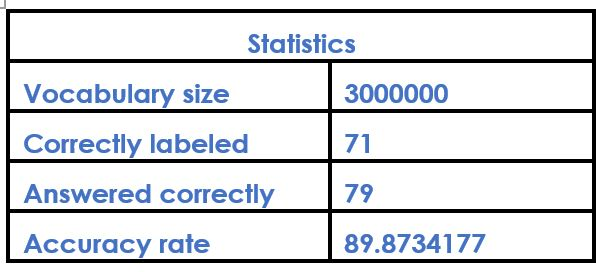 Statistics
Vocabulary size 3000000
Correctly labeled 71
Answered correctly 79
Accuracy rate 89.8734177